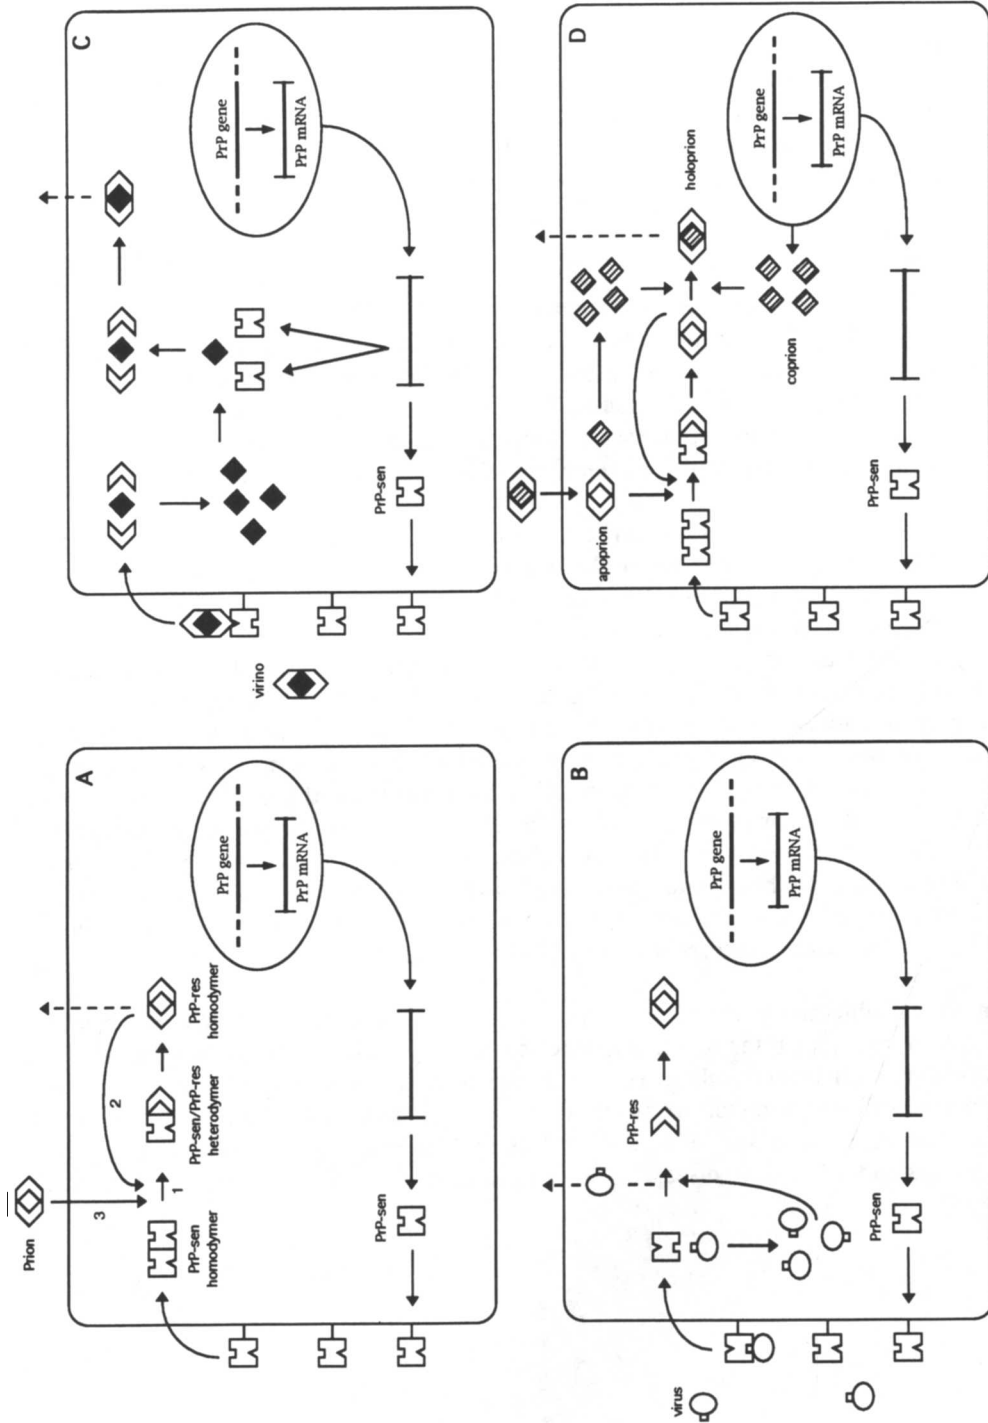 A
Prion
3
2
1
PrP-sen
homodymer
PrP-sen/PrP-res
heterodymer
PrP-res
homodymer
PrP gene
PrP mRNA
PrP-sen
C
virino
PrP gene
PrP mRNA
PrP-sen
B
virus
PrP-res
PrP gene
PrP mRNA
PrP-sen
D
apoprion
holoprion
coprion
PrP gene
PrP mRNA
PrP-sen